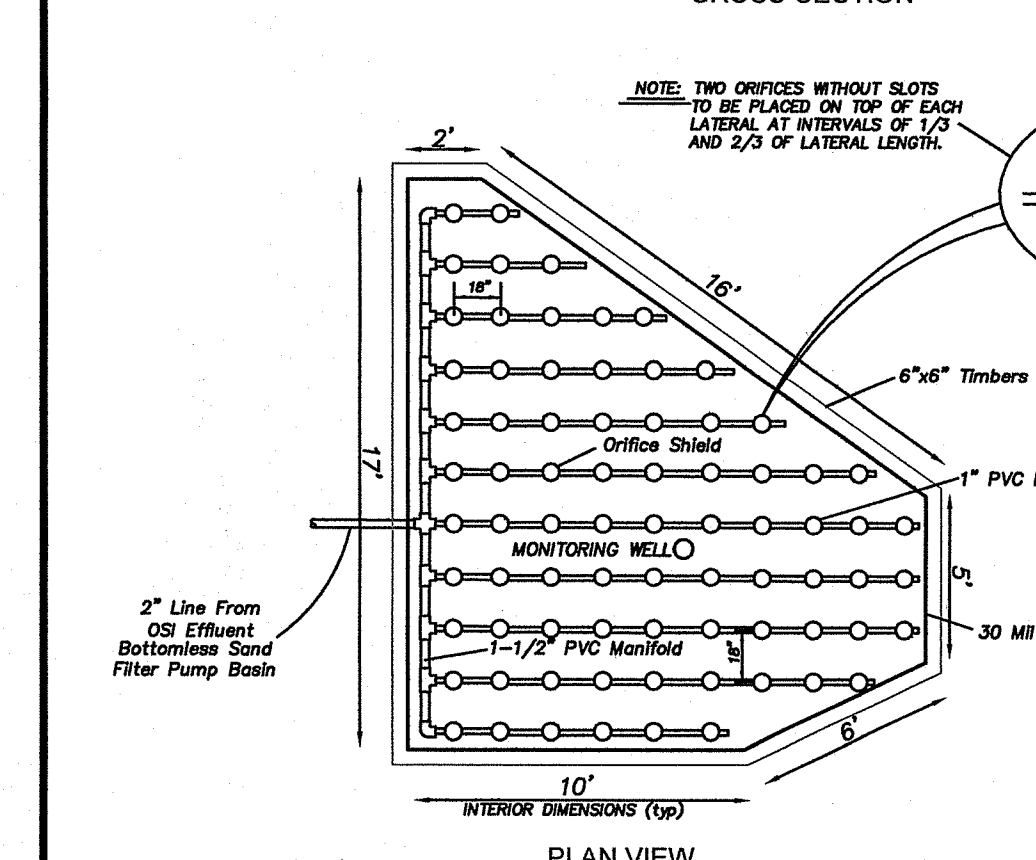 NOTE: TWO ORIFICES WITHOUT SLOTS
TO BE PLACED ON TOP OF EACH
LATERAL AT INTERVALS OF 1/3
AND 2/3 OF LATERAL LENGTH.
2'
16'
18"
6"x6" Timbers
Orifice Shield
17'
1" PVC
MONITORING WELL
5'
2" Line From
OSI Effluent
Bottomless Sand
Filter Pump Basin
1-1/2" PVC Manifold
18"
30 Mil
6'
10'
INTERIOR DIMENSIONS (typ)
PLAN VIEW